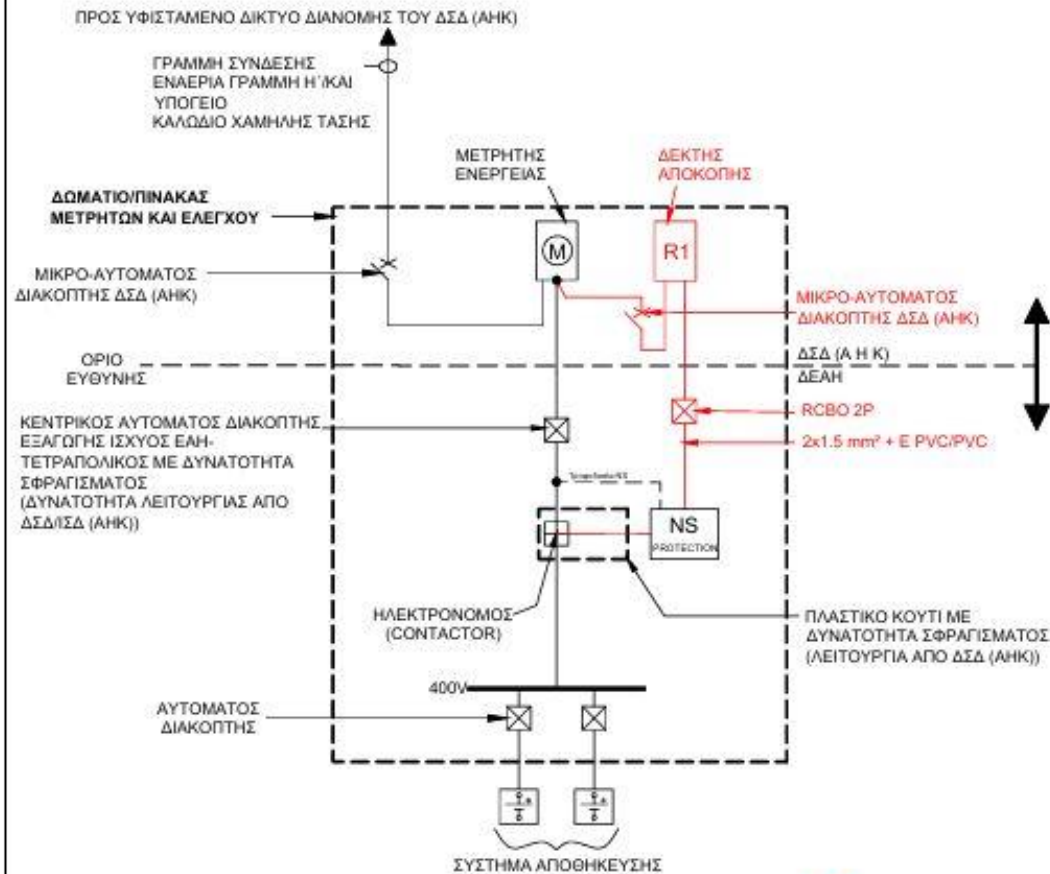 ΠΡΟΣ ΥΦΙΣΤΑΜΕΝΟ ΔΙΚΤΥΟ ΔΙΑΝΟΜΗΣ ΤΟΥ ΔΣΔ (ΑΗΚ)
ΓΡΑΜΜΗ ΣΥΝΔΕΣΗΣ
ΕΝΑΕΡΙΑ ΓΡΑΜΜΗ Η΄/ΚΑΙ
ΥΠΟΓΕΙΟ
ΚΑΛΩΔΙΟ ΧΑΜΗΛΗΣ ΤΑΣΗΣ
ΜΕΤΡΗΤΗΣ
ΕΝΕΡΓΕΙΑΣ
ΔΕΚΤΗΣ
ΑΠΟΚΟΠΗΣ
ΔΩΜΑΤΙΟ/ΠΙΝΑΚΑΣ
ΜΕΤΡΗΤΩΝ ΚΑΙ ΕΛΕΓΧΟΥ
M
R1
ΜΙΚΡΟ-ΑΥΤΟΜΑΤΟΣ
ΔΙΑΚΟΠΤΗΣ ΔΣΔ (ΑΗΚ)
ΜΙΚΡΟ-ΑΥΤΟΜΑΤΟΣ
ΔΙΑΚΟΠΤΗΣ ΔΣΔ (ΑΗΚ)
ΟΡΙΟ
ΕΥΘΥΝΗΣ
ΔΣΔ (Α Η Κ)
ΔΕΑΗ
ΚΕΝΤΡΙΚΟΣ ΑΥΤΟΜΑΤΟΣ ΔΙΑΚΟΠΤΗΣ
ΕΞΑΓΩΓΗΣ ΙΣΧΥΟΣ ΕΑΗ-
ΤΕΤΡΑΠΟΛΙΚΟΣ ΜΕ ΔΥΝΑΤΟΤΗΤΑ
ΣΦΡΑΓΙΣΜΑΤΟΣ
(ΔΥΝΑΤΟΤΗΤΑ ΛΕΙΤΟΥΡΓΙΑΣ ΑΠΟ
ΔΣΔ/ΙΣΔ (ΑΗΚ))
RCBO 2P
2x1.5 mm² + E PVC/PVC
NS
PROTECTION
ΗΛΕΚΤΡΟΝΟΜΟΣ
(CONTACTOR)
ΠΛΑΣΤΙΚΟ ΚΟΥΤΙ ΜΕ
ΔΥΝΑΤΟΤΗΤΑ ΣΦΡΑΓΙΣΜΑΤΟΣ
(ΛΕΙΤΟΥΡΓΙΑ ΑΠΟ ΔΣΔ (ΑΗΚ))
400V
ΑΥΤΟΜΑΤΟΣ
ΔΙΑΚΟΠΤΗΣ
ΣΥΣΤΗΜΑ ΑΠΟΘΗΚΕΥΣΗΣ